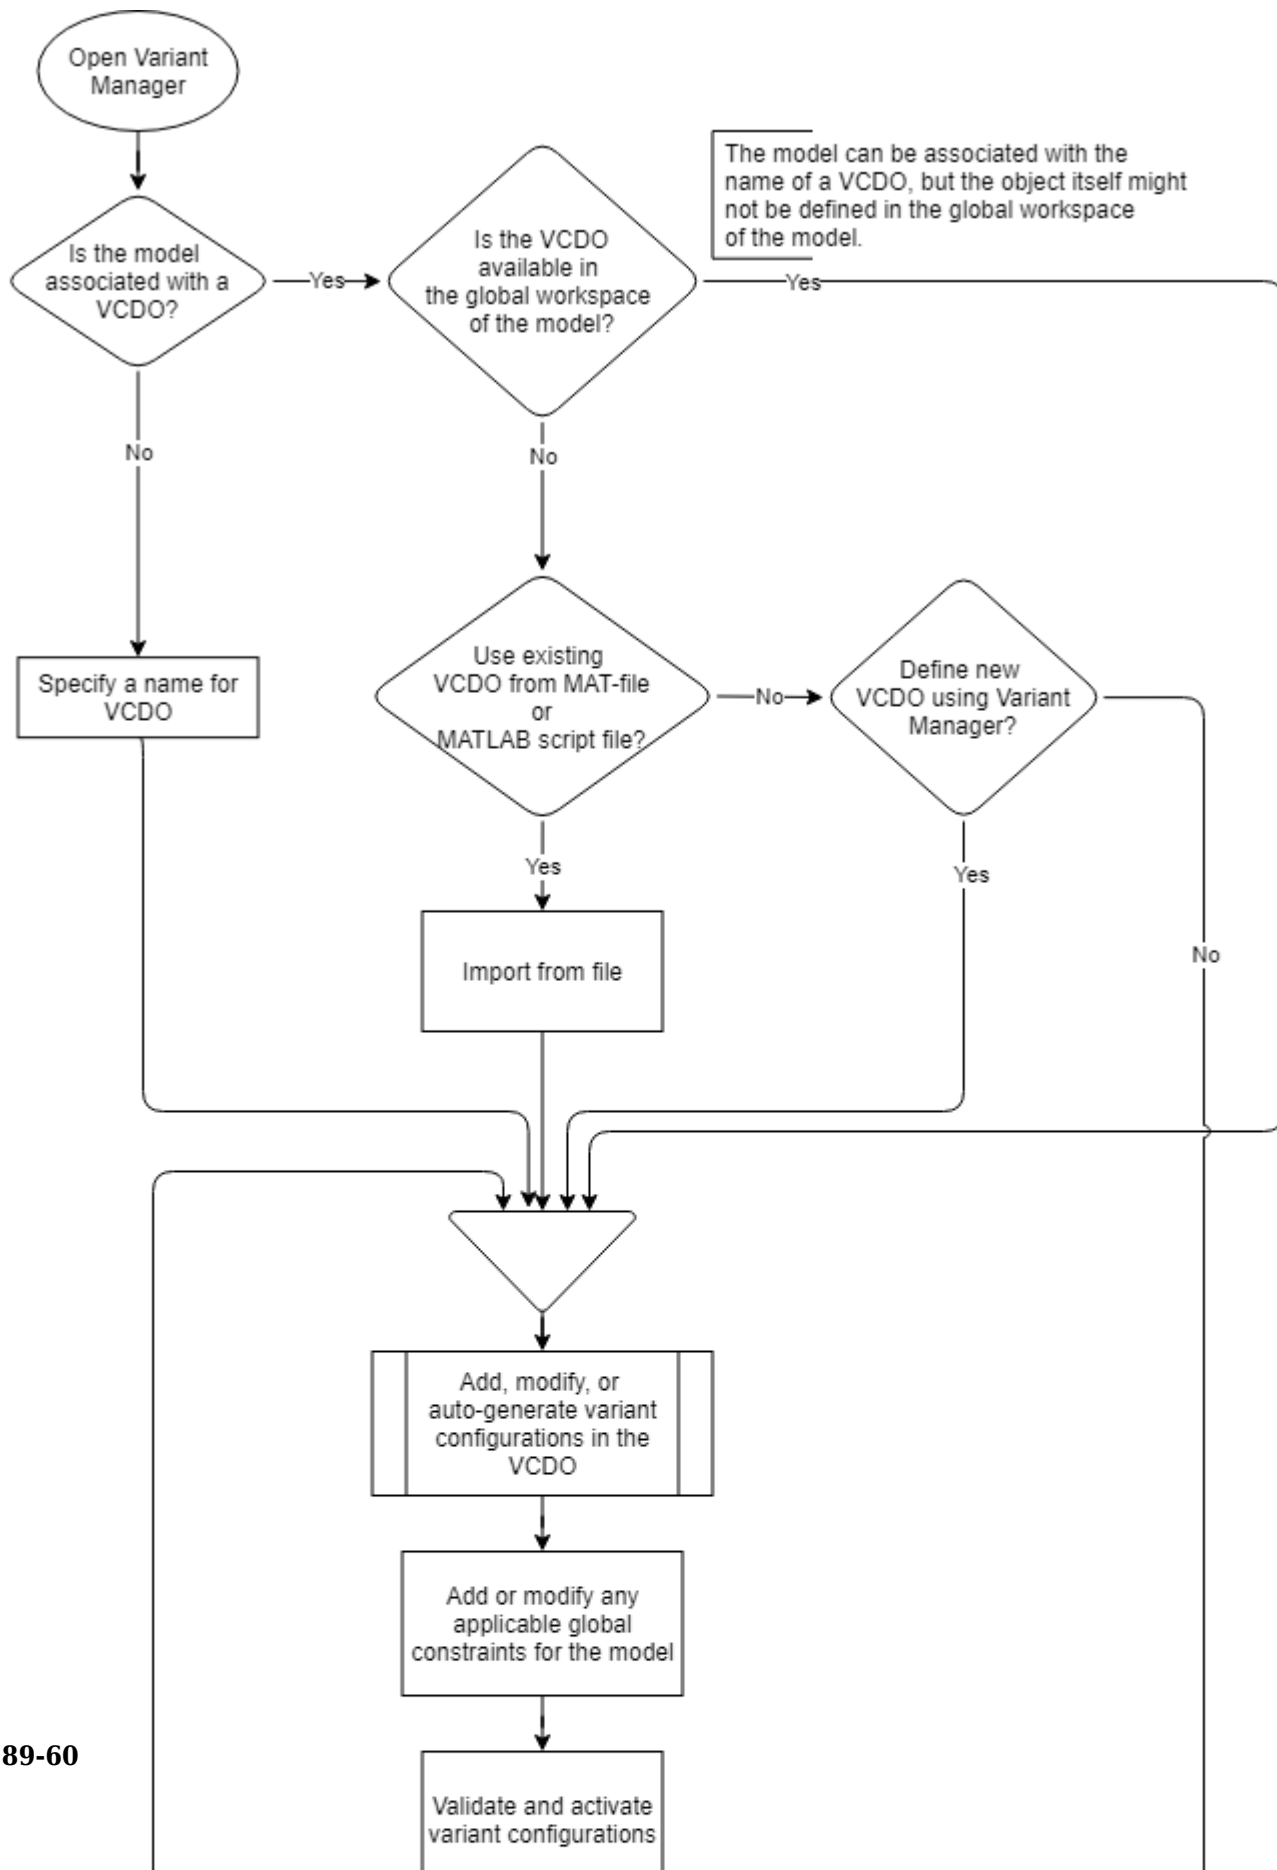 Open Variant
Manager
The model can be associated with the
name of a VCDO, but the object itself might
not be defined in the global workspace
of the model.
Is the model
associated with a
VCDO?
Yes
Is the VCDO
available in
the global workspace
of the model?
Yes
No
No
Use existing
VCDO from MAT-file
or
MATLAB script file?
No
Define new
VCDO using Variant
Manager?
Specify a name for
VCDO
Yes
Yes
No
Import from file
Add, modify, or
auto-generate variant
configurations in the
VCDO
Add or modify any
applicable global
constraints for the model
89-60
Validate and activate
variant configurations